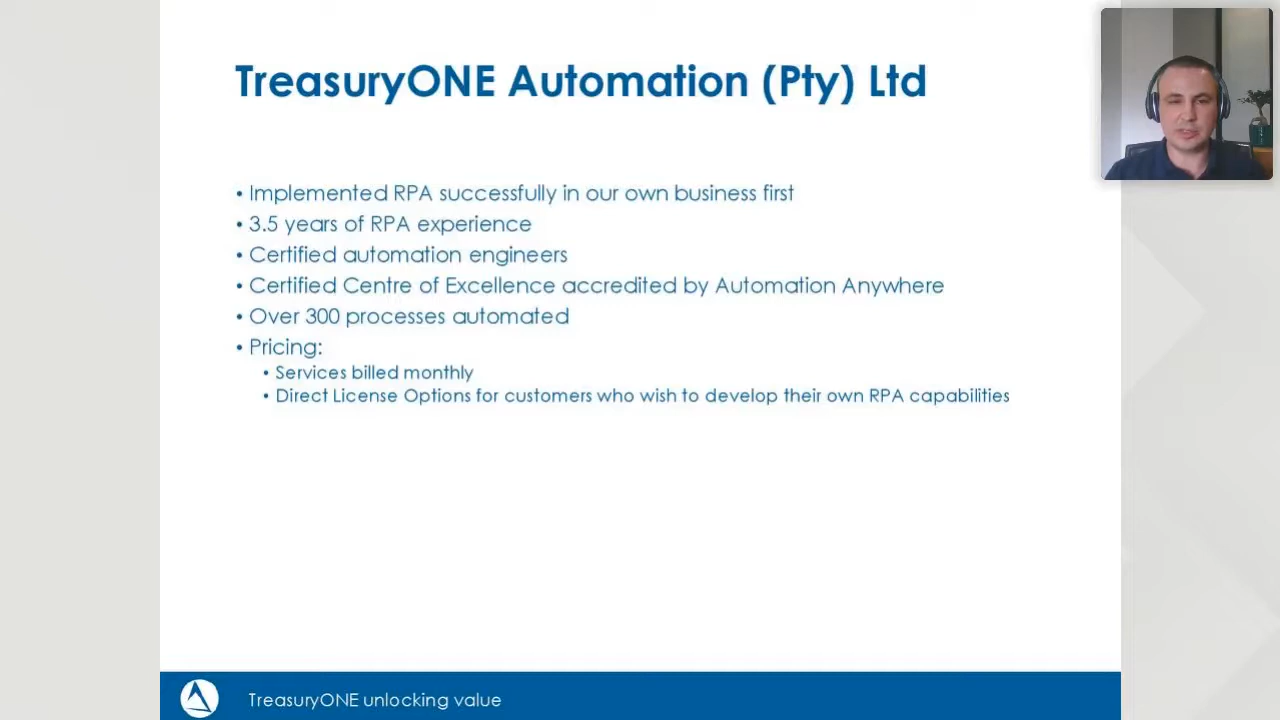 TreasuryONE Automation (Pty) Ltd
• Implemented RPA successfully in our own business first
• 3.5 years of RPA experience
• Certified automation engineers
• Certified Centre of Excellence accredited by Automation Anywhere
• Over 300 processes automated
• Pricing:
• Services billed monthly
• Direct License Options for customers who wish to develop their own RPA capabilities
TreasuryONE unlocking value